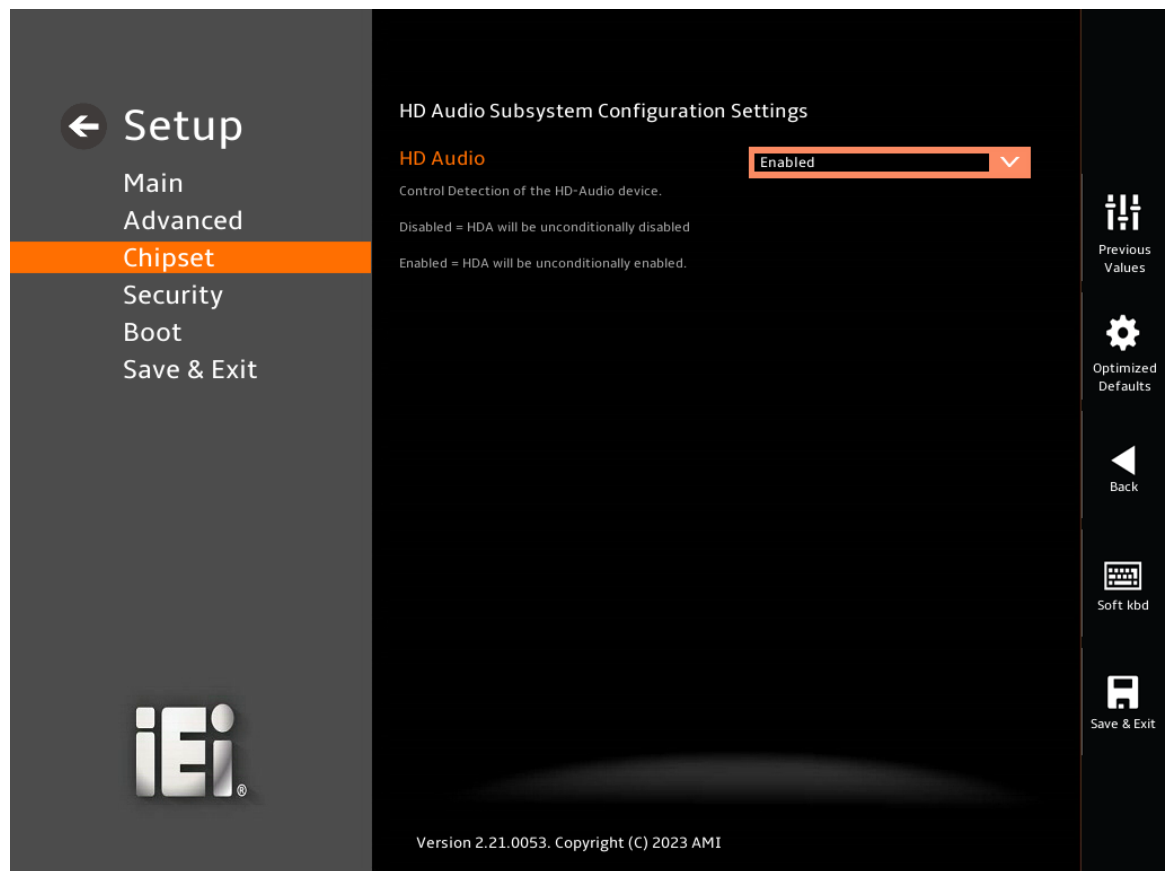 Setup
Main
Advanced
Chipset
Security
Boot
Save & Exit
iEi®
HD Audio Subsystem Configuration Settings
HD Audio
Enabled
Control Detection of the HD-Audio device.
Disabled = HDA will be unconditionally disabled
Enabled = HDA will be unconditionally enabled.
Version 2.21.0053. Copyright (C) 2023 AMI
Previous
Values
Optimized
Defaults
Back
Soft kbd
Save & Exit